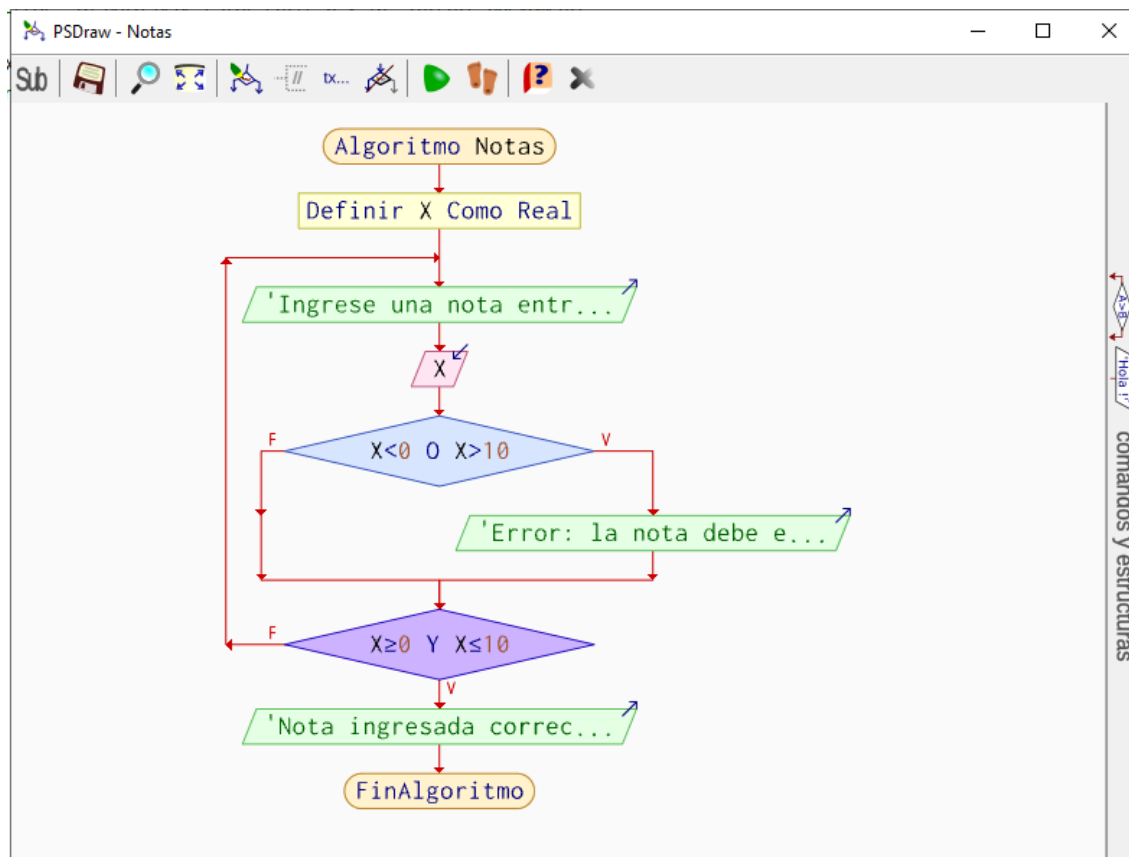 PSDraw - Notas
Sub
tx...
Algoritmo Notas
Definir X Como Real
'Ingrese una nota entr...
X
X<0 O X>10
F
V
'Error: la nota debe e...
X≥0 Y X≤10
F
V
'Nota ingresada correc...
FinAlgoritmo
A>B
'Hola !'
comandos y estructuras